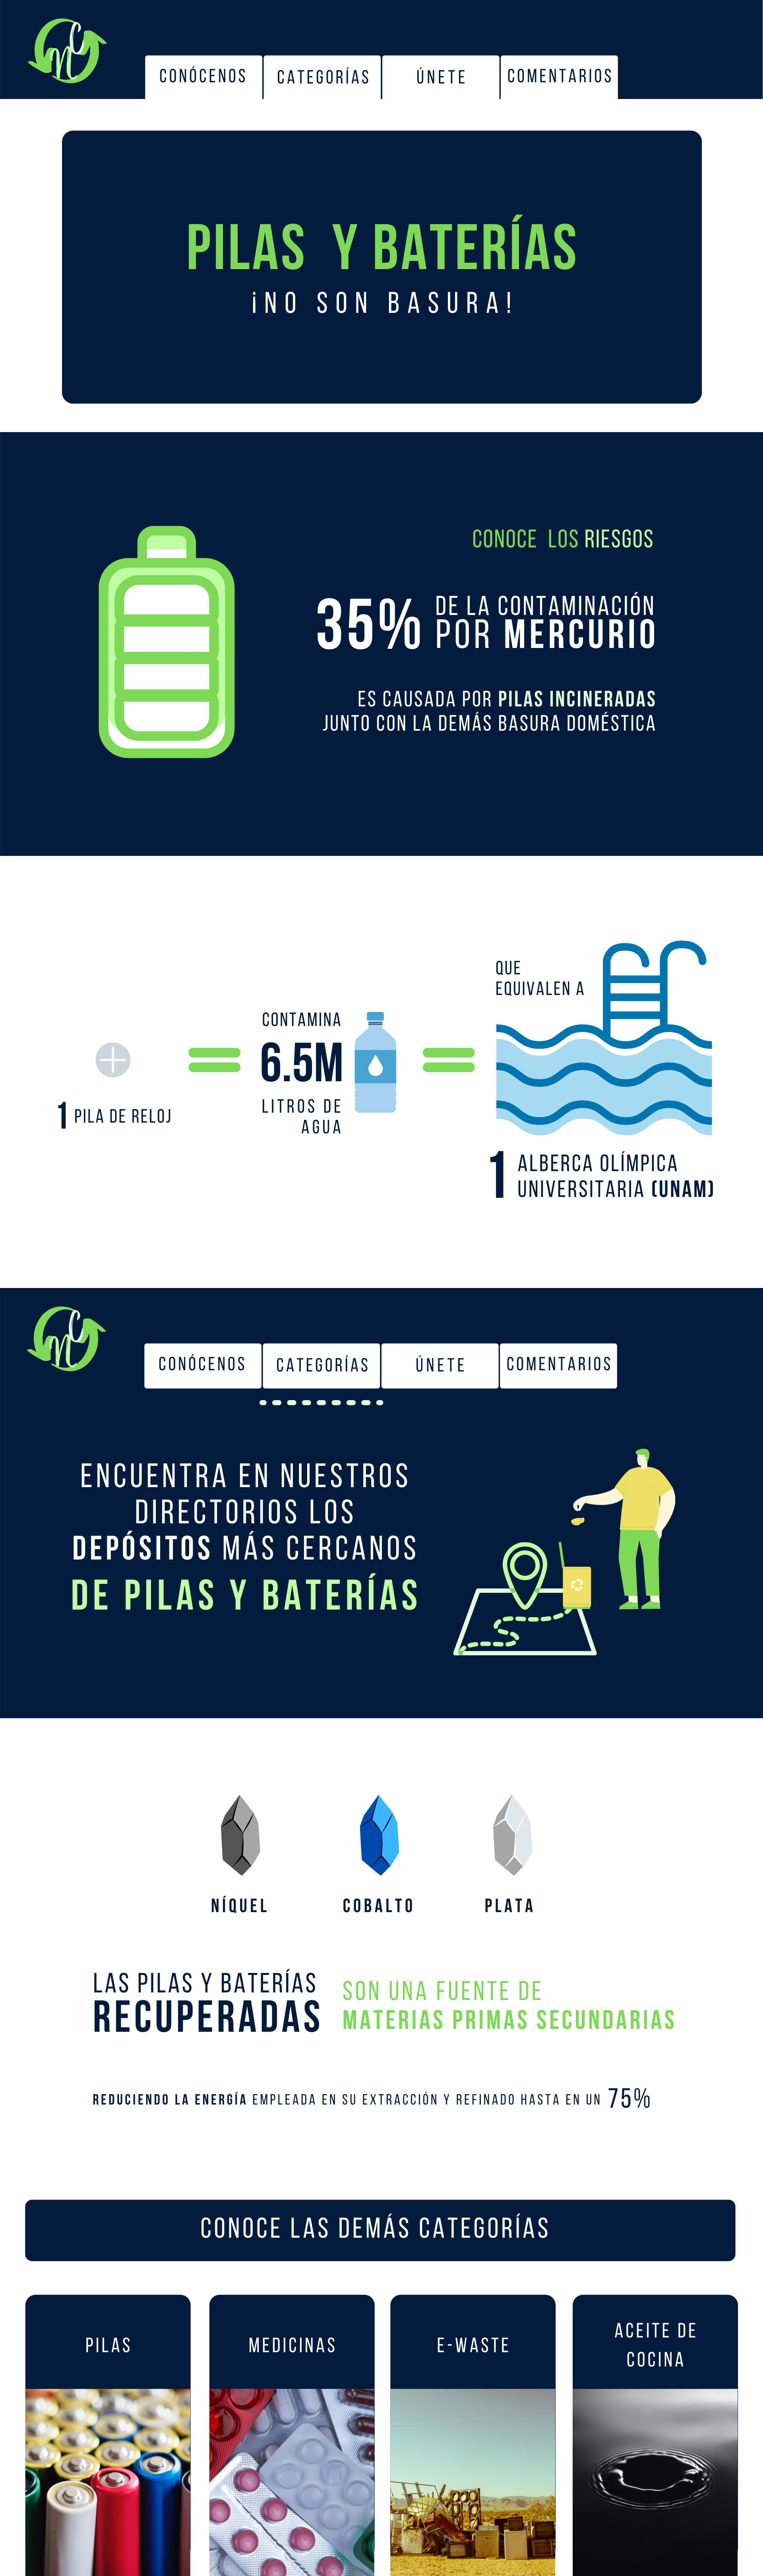 NC
CONÓCENOS
CATEGORÍAS
ÚNETE
COMENTARIOS
PILAS Y BATERÍAS
¡NO SON BASURA!
CONOCE LOS RIESGOS
35%
DE LA CONTAMINACIÓN
POR MERCURIO
ES CAUSADA POR PILAS INCINERADAS
JUNTO CON LA DEMÁS BASURA DOMÉSTICA
1 PILA DE RELOJ
CONTAMINA
6.5M
LITROS DE
AGUA
QUE
EQUIVALEN A
1
ALBERCA OLÍMPICA
UNIVERSITARIA (UNAM)
NC
CONÓCENOS
CATEGORÍAS
ÚNETE
COMENTARIOS
ENCUENTRA EN NUESTROS
DIRECTORIOS LOS
DEPÓSITOS MÁS CERCANOS
DE PILAS Y BATERÍAS
NÍQUEL
COBALTO
PLATA
LAS PILAS Y BATERÍAS
RECUPERADAS
SON UNA FUENTE DE
MATERIAS PRIMAS SECUNDARIAS
REDUCIENDO LA ENERGÍA EMPLEADA EN SU EXTRACCIÓN Y REFINADO HASTA EN UN 75%
CONOCE LAS DEMÁS CATEGORÍAS
PILAS
MEDICINAS
E-WASTE
ACEITE DE
COCINA